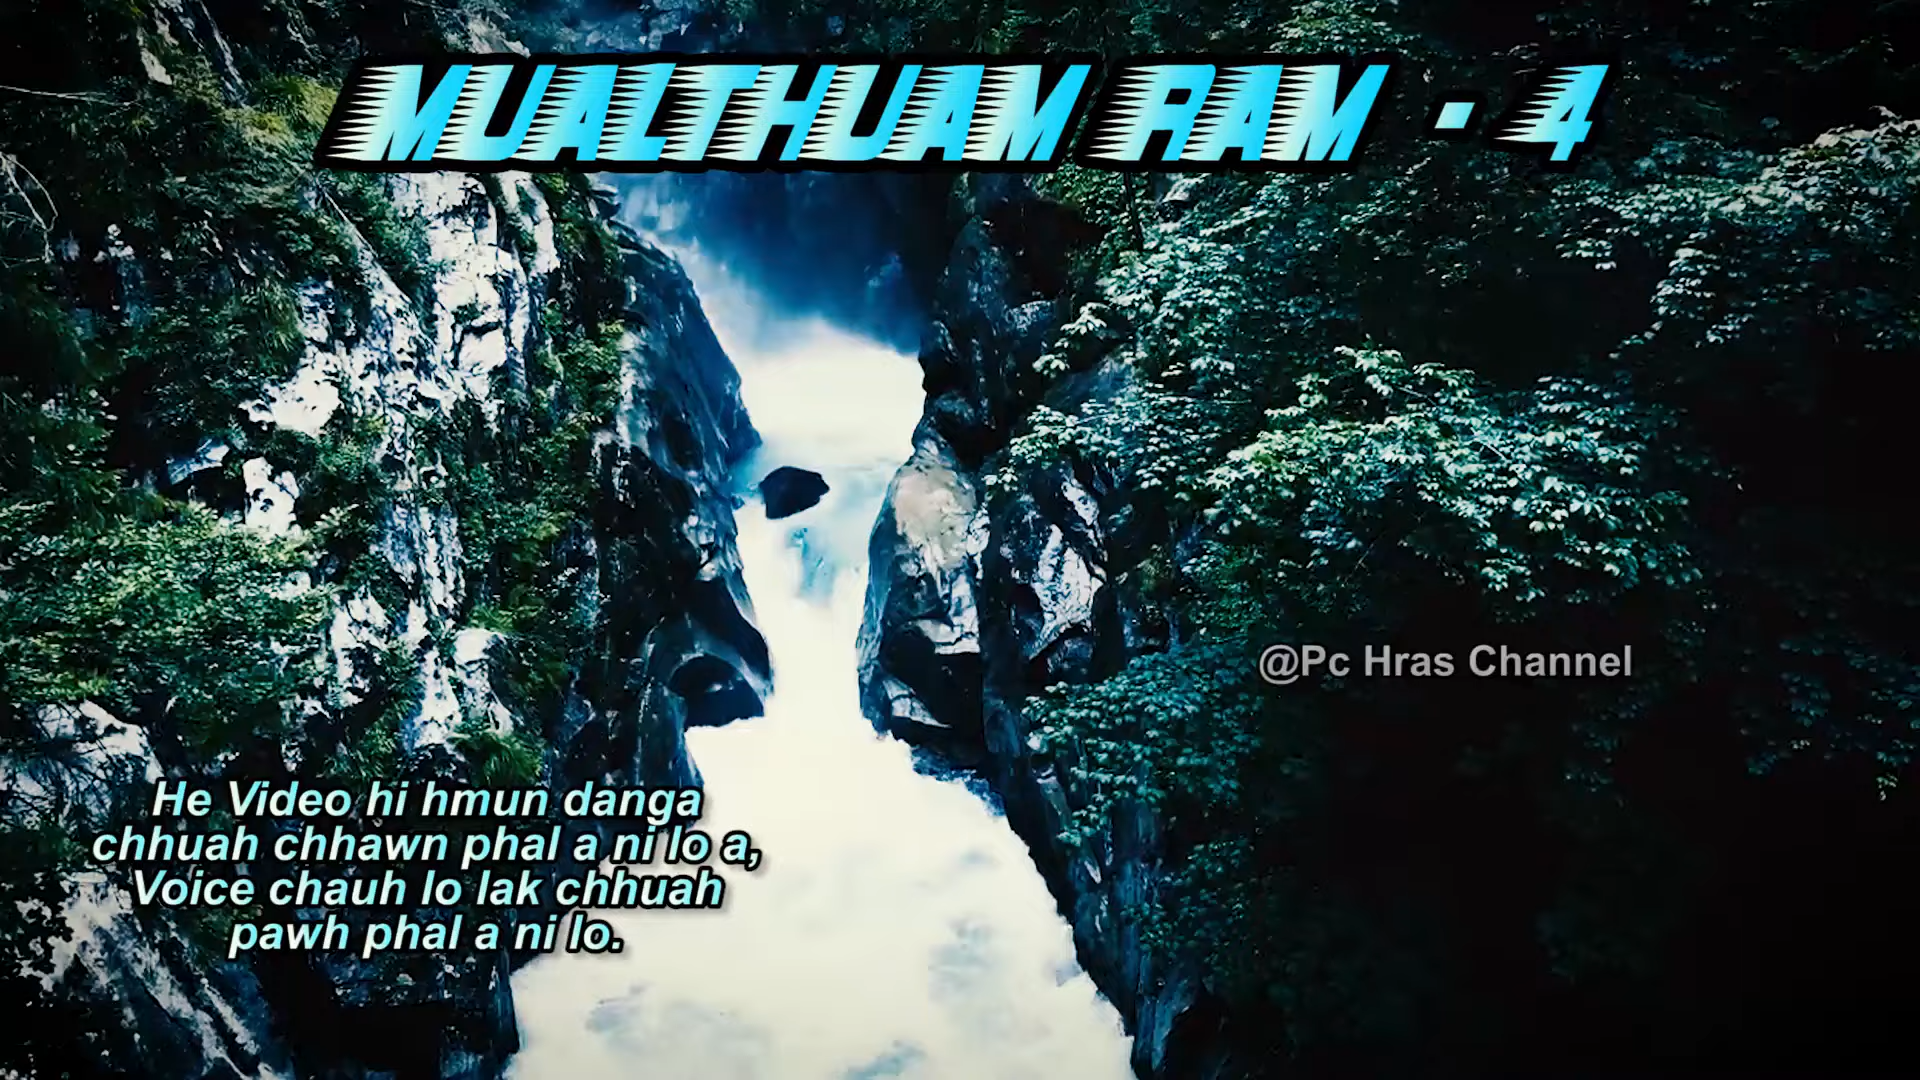 MUALTHUAM RAM - 4
@Pc Hras Channel
He Video hi hmun danga
chhuah chhawn phal a ni lo a,
Voice chauh lo lak chhuah
pawh phal a ni lo.